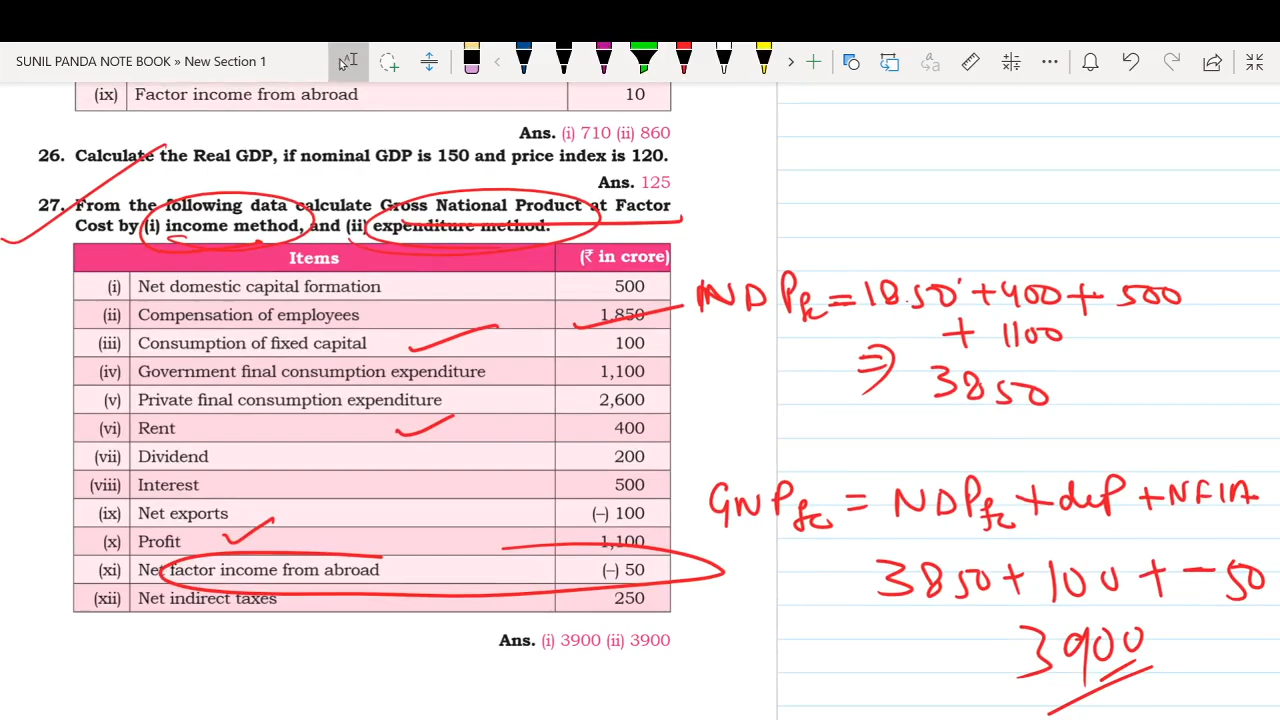 SUNIL PANDA NOTE BOOK » New Section 1
(ix) Factor income from abroad 10
Ans. (i) 710 (ii) 860
26. Calculate the Real GDP, if nominal GDP is 150 and price index is 120.
Ans. 125
27. From the following data calculate Gross National Product at Factor
Cost by (i) income method, and (ii) expenditure method.
Items (₹ in crore)
(i) Net domestic capital formation 500
(ii) Compensation of employees 1,850
(iii) Consumption of fixed capital 100
(iv) Government final consumption expenditure 1,100
(v) Private final consumption expenditure 2,600
(vi) Rent 400
(vii) Dividend 200
(viii) Interest 500
(ix) Net exports (–) 100
(x) Profit 1,100
(xi) Net factor income from abroad (–) 50
(xii) Net indirect taxes 250
Ans. (i) 3900 (ii) 3900
NDPfc = 1850 + 400 + 500
+ 1100
⇒ 3850
GNPfc = NDPfc + dep + NFIA
3850 + 100 + - 50
3900